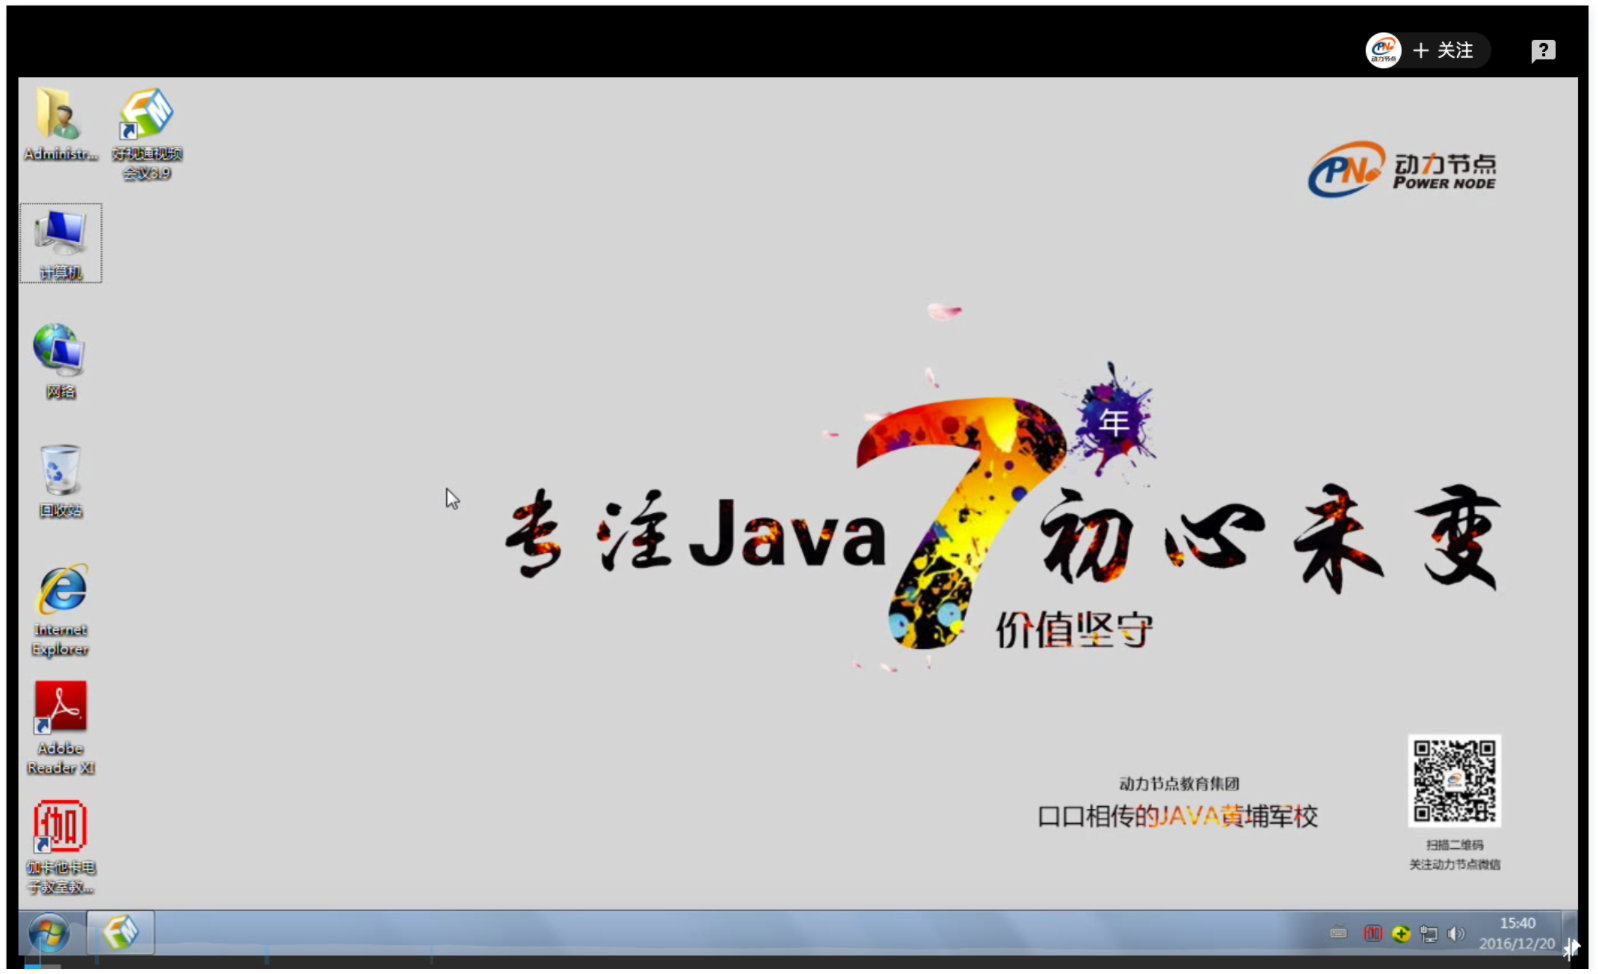 + 关注
Administr...
好视通视频
会议3.9
计算机
网络
回收站
Internet
Explorer
Adobe
Reader XI
伽
伽卡他卡电
子教室教...
PN
动力节点
POWER NODE
年
专注Java7初心未变
价值坚守
动力节点教育集团
口口相传的JAVA黄埔军校
扫描二维码
关注动力节点微信
15:40
2016/12/20